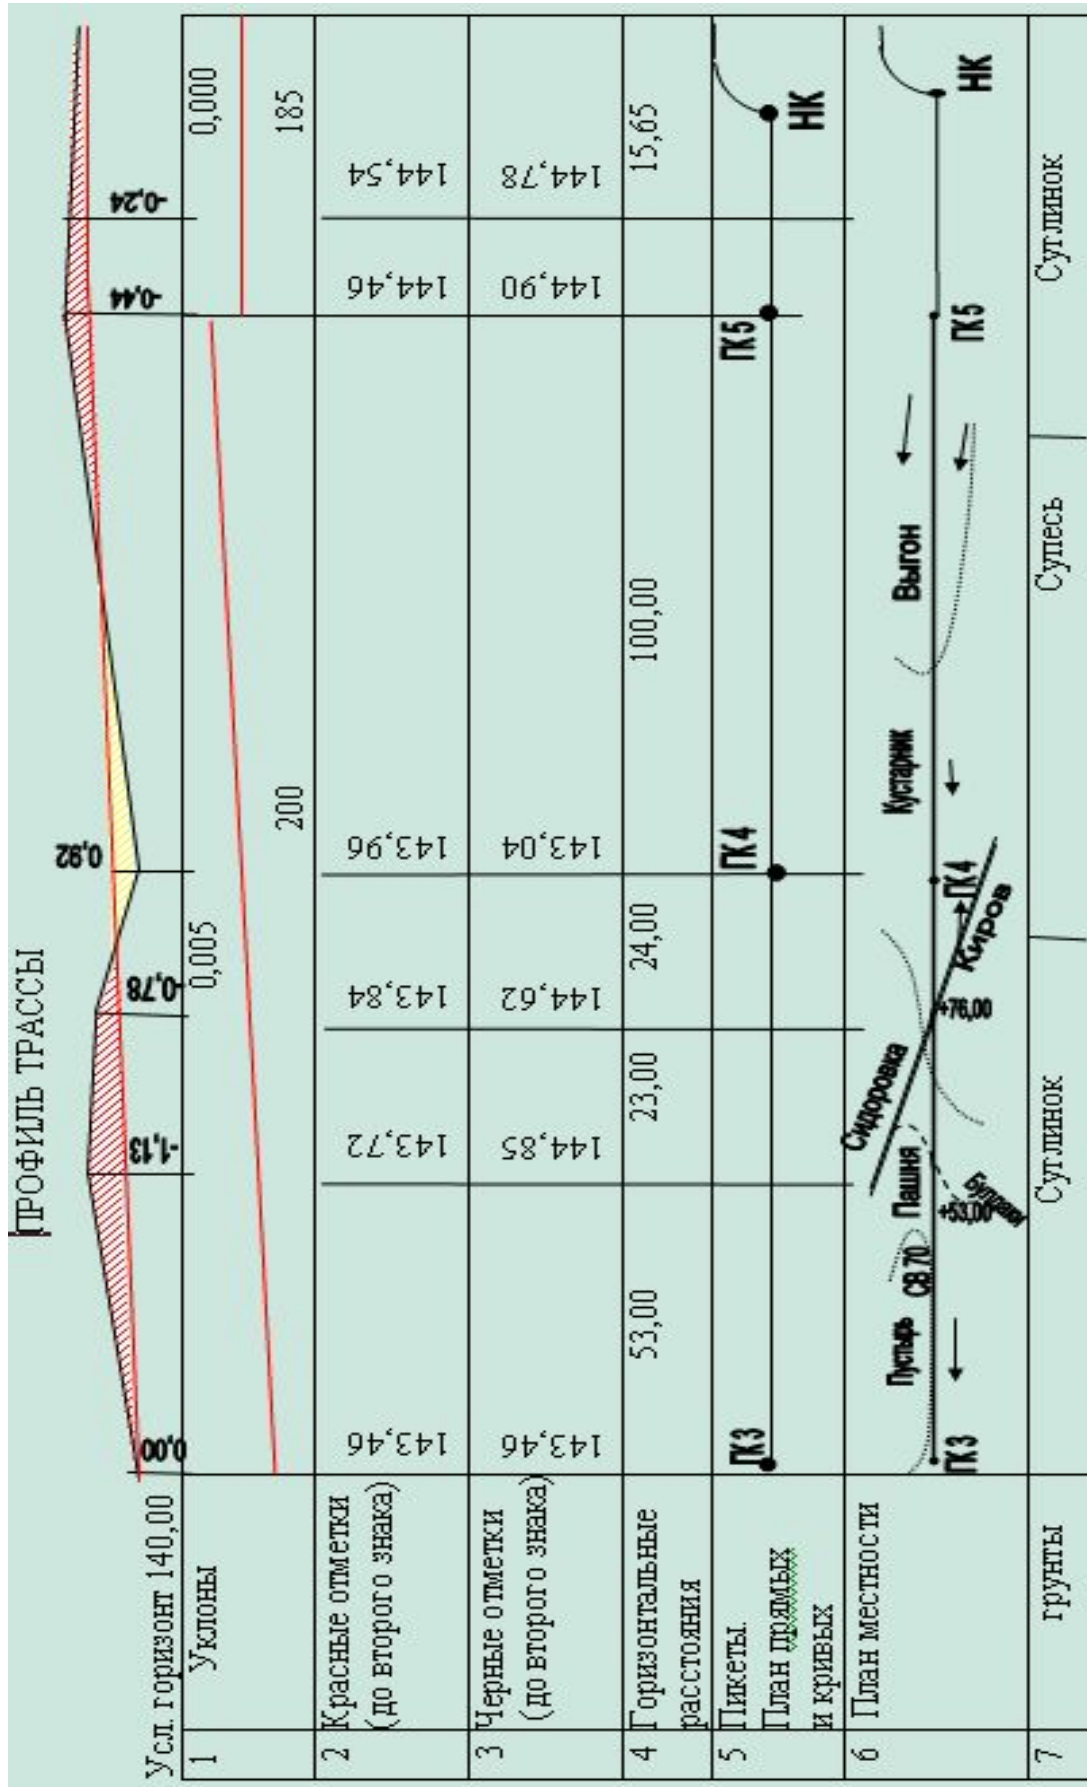 ПРОФИЛЬ ТРАССЫ
0,00
-1,13
-0,78
0,92
-0,44
-0,24
Усл. горизонт 140,00
1 Уклоны
0,005
200
0,000
185
2 Красные отметки
(до второго знака)
143,46
143,72
143,84
143,96
144,46
144,54
3 Черные отметки
(до второго знака)
143,46
144,85
144,62
143,04
144,90
144,78
4 Горизонтальные
расстояния
53,00
23,00
24,00
100,00
15,65
5 Пикеты.
План прямых
и кривых
ПК3
ПК4
ПК5
НК
6 План местности
Пустырь
СВ 70
Пашня
Сидоровка
Кустарник
Выгон
ПК3
+53,00
+76,00
Киров
ПК4
ПК5
НК
7 грунты
Суглинок
Супесь
Суглинок